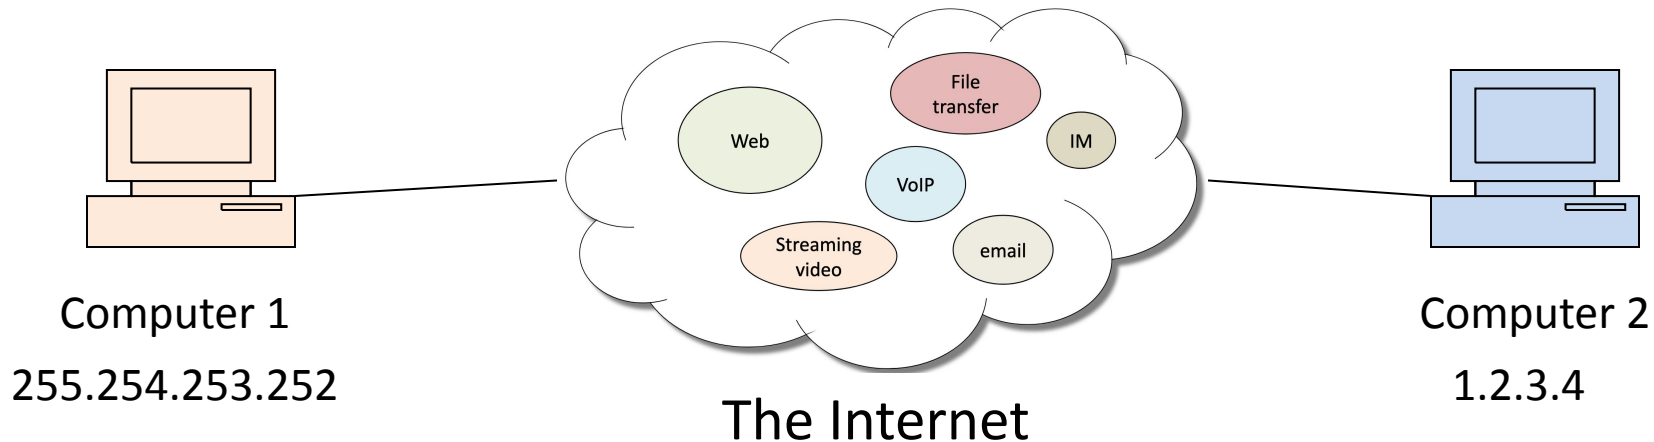 File
transfer
Web
IM
VoIP
Streaming
video
email
Computer 1
255.254.253.252
Computer 2
1.2.3.4
The Internet